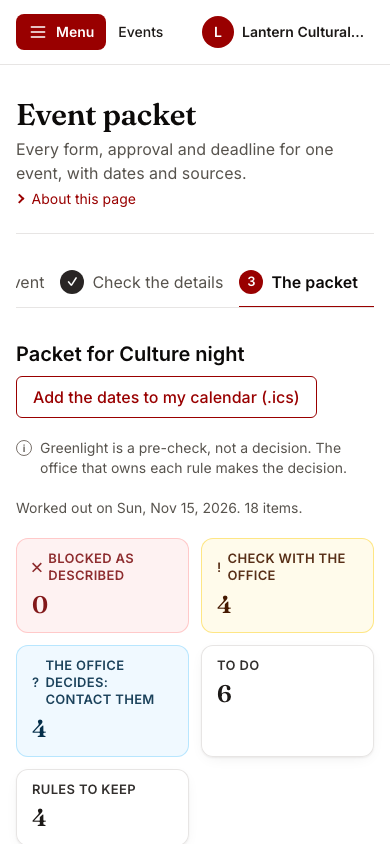 Menu
Events
L
Lantern Cultural...
Event packet
Every form, approval and deadline for one
event, with dates and sources.
About this page
vent
Check the details
3
The packet
Packet for Culture night
Add the dates to my calendar (.ics)
Greenlight is a pre-check, not a decision. The
office that owns each rule makes the decision.
Worked out on Sun, Nov 15, 2026. 18 items.
BLOCKED AS
DESCRIBED
0
! CHECK WITH THE
OFFICE
4
THE OFFICE
? DECIDES:
CONTACT THEM
4
TO DO
6
RULES TO KEEP
4